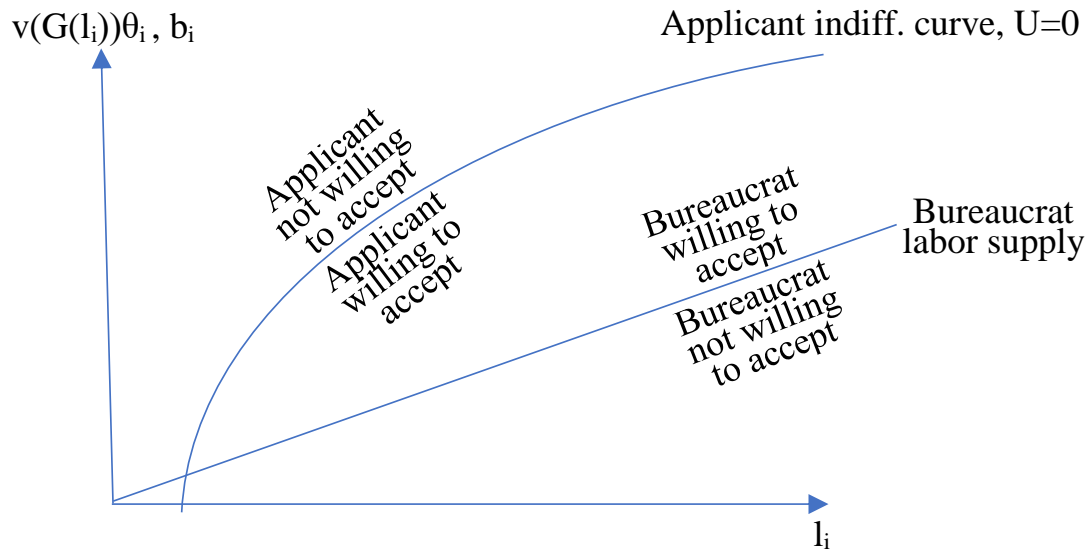 v(G(lᵢ))θᵢ , bᵢ
Applicant indiff. curve, U=0
Applicant
not willing
to accept
Applicant
willing to
accept
Bureaucrat
willing to
accept
Bureaucrat
not willing
to accept
Bureaucrat
labor supply
lᵢ